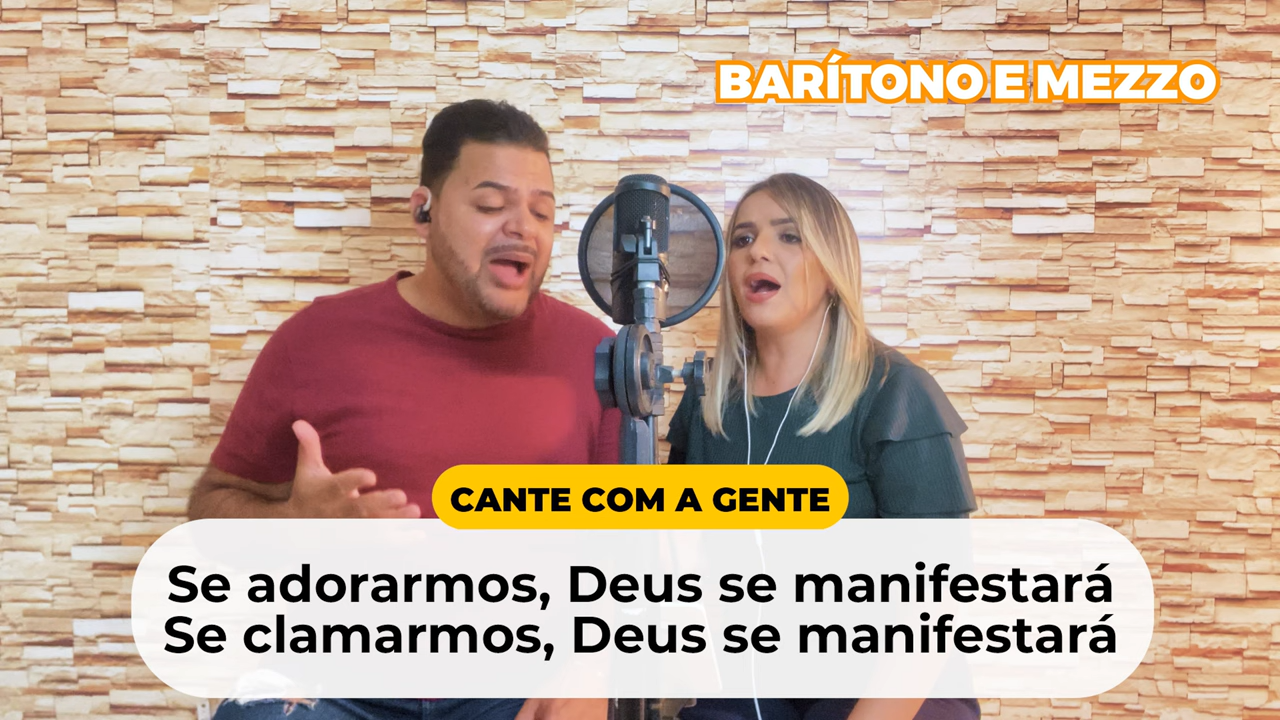 BARÍTONO E MEZZO
CANTE COM A GENTE
Se adorarmos, Deus se manifestará
Se clamarmos, Deus se manifestará